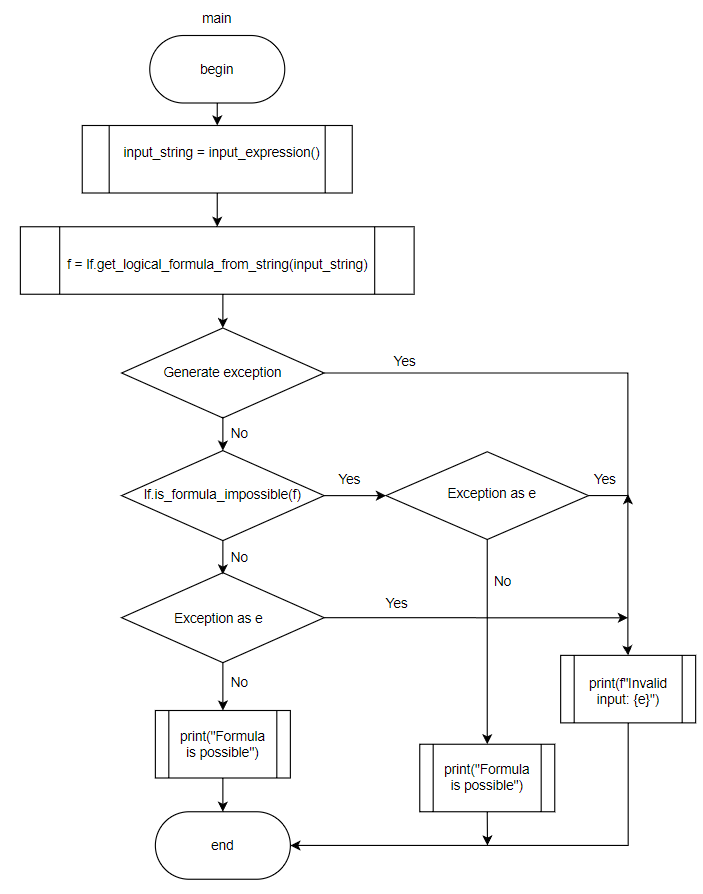 main
begin
input_string = input_expression()
f = lf.get_logical_formula_from_string(input_string)
Generate exception
Yes
No
lf.is_formula_impossible(f)
Yes
Exception as e
Yes
No
Exception as e
Yes
No
No
print("Formula
is possible")
print("Formula
is possible")
print(f"Invalid
input: {e}")
end